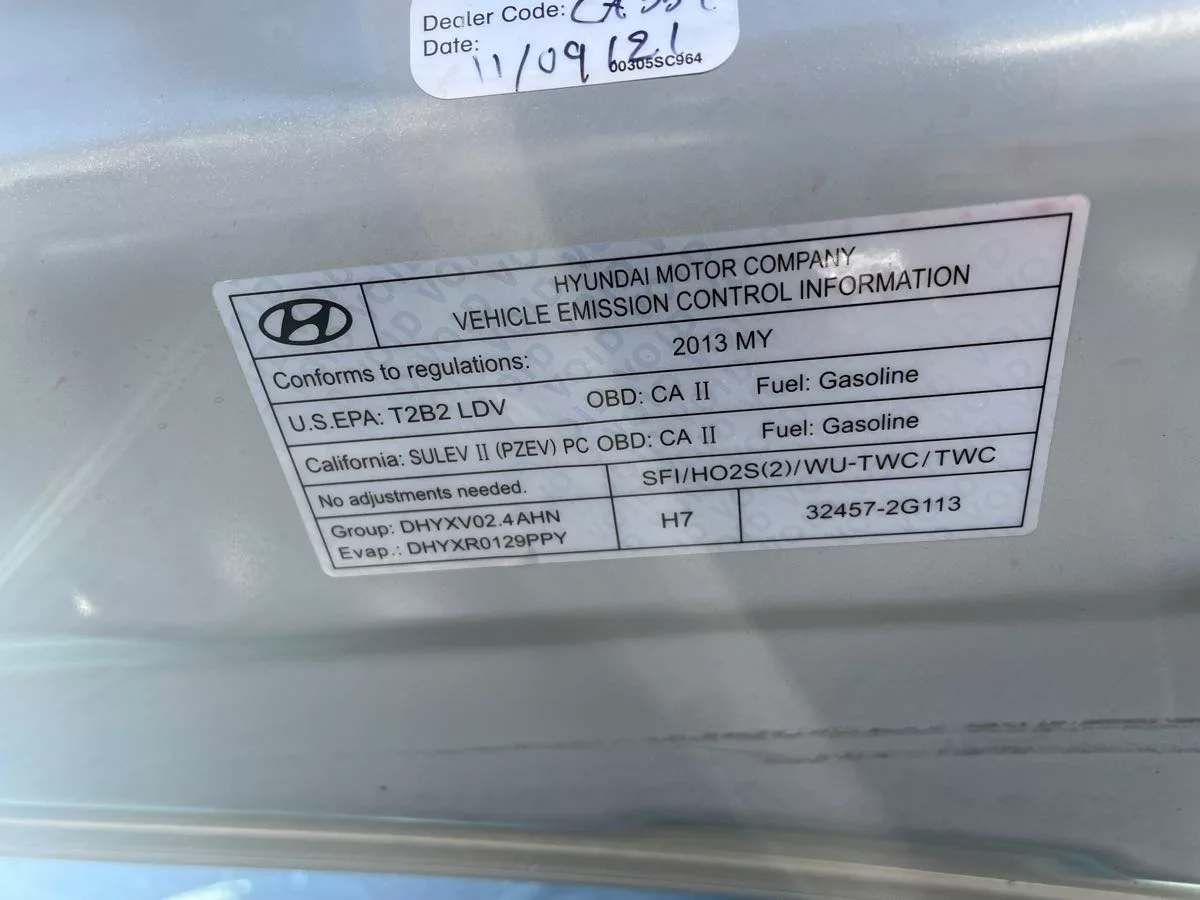 Dealer Code:
Date: 11/09/21
00305SC964
HYUNDAI MOTOR COMPANY
VEHICLE EMISSION CONTROL INFORMATION
Conforms to regulations: 2013 MY
U.S.EPA: T2B2 LDV OBD: CA II Fuel: Gasoline
California: SULEV II (PZEV) PC OBD: CA II Fuel: Gasoline
No adjustments needed. SFI/HO2S(2)/WU-TWC/TWC
Group: DHYXV02.4AHN H7 32457-2G113
Evap.: DHYXR0129PPY